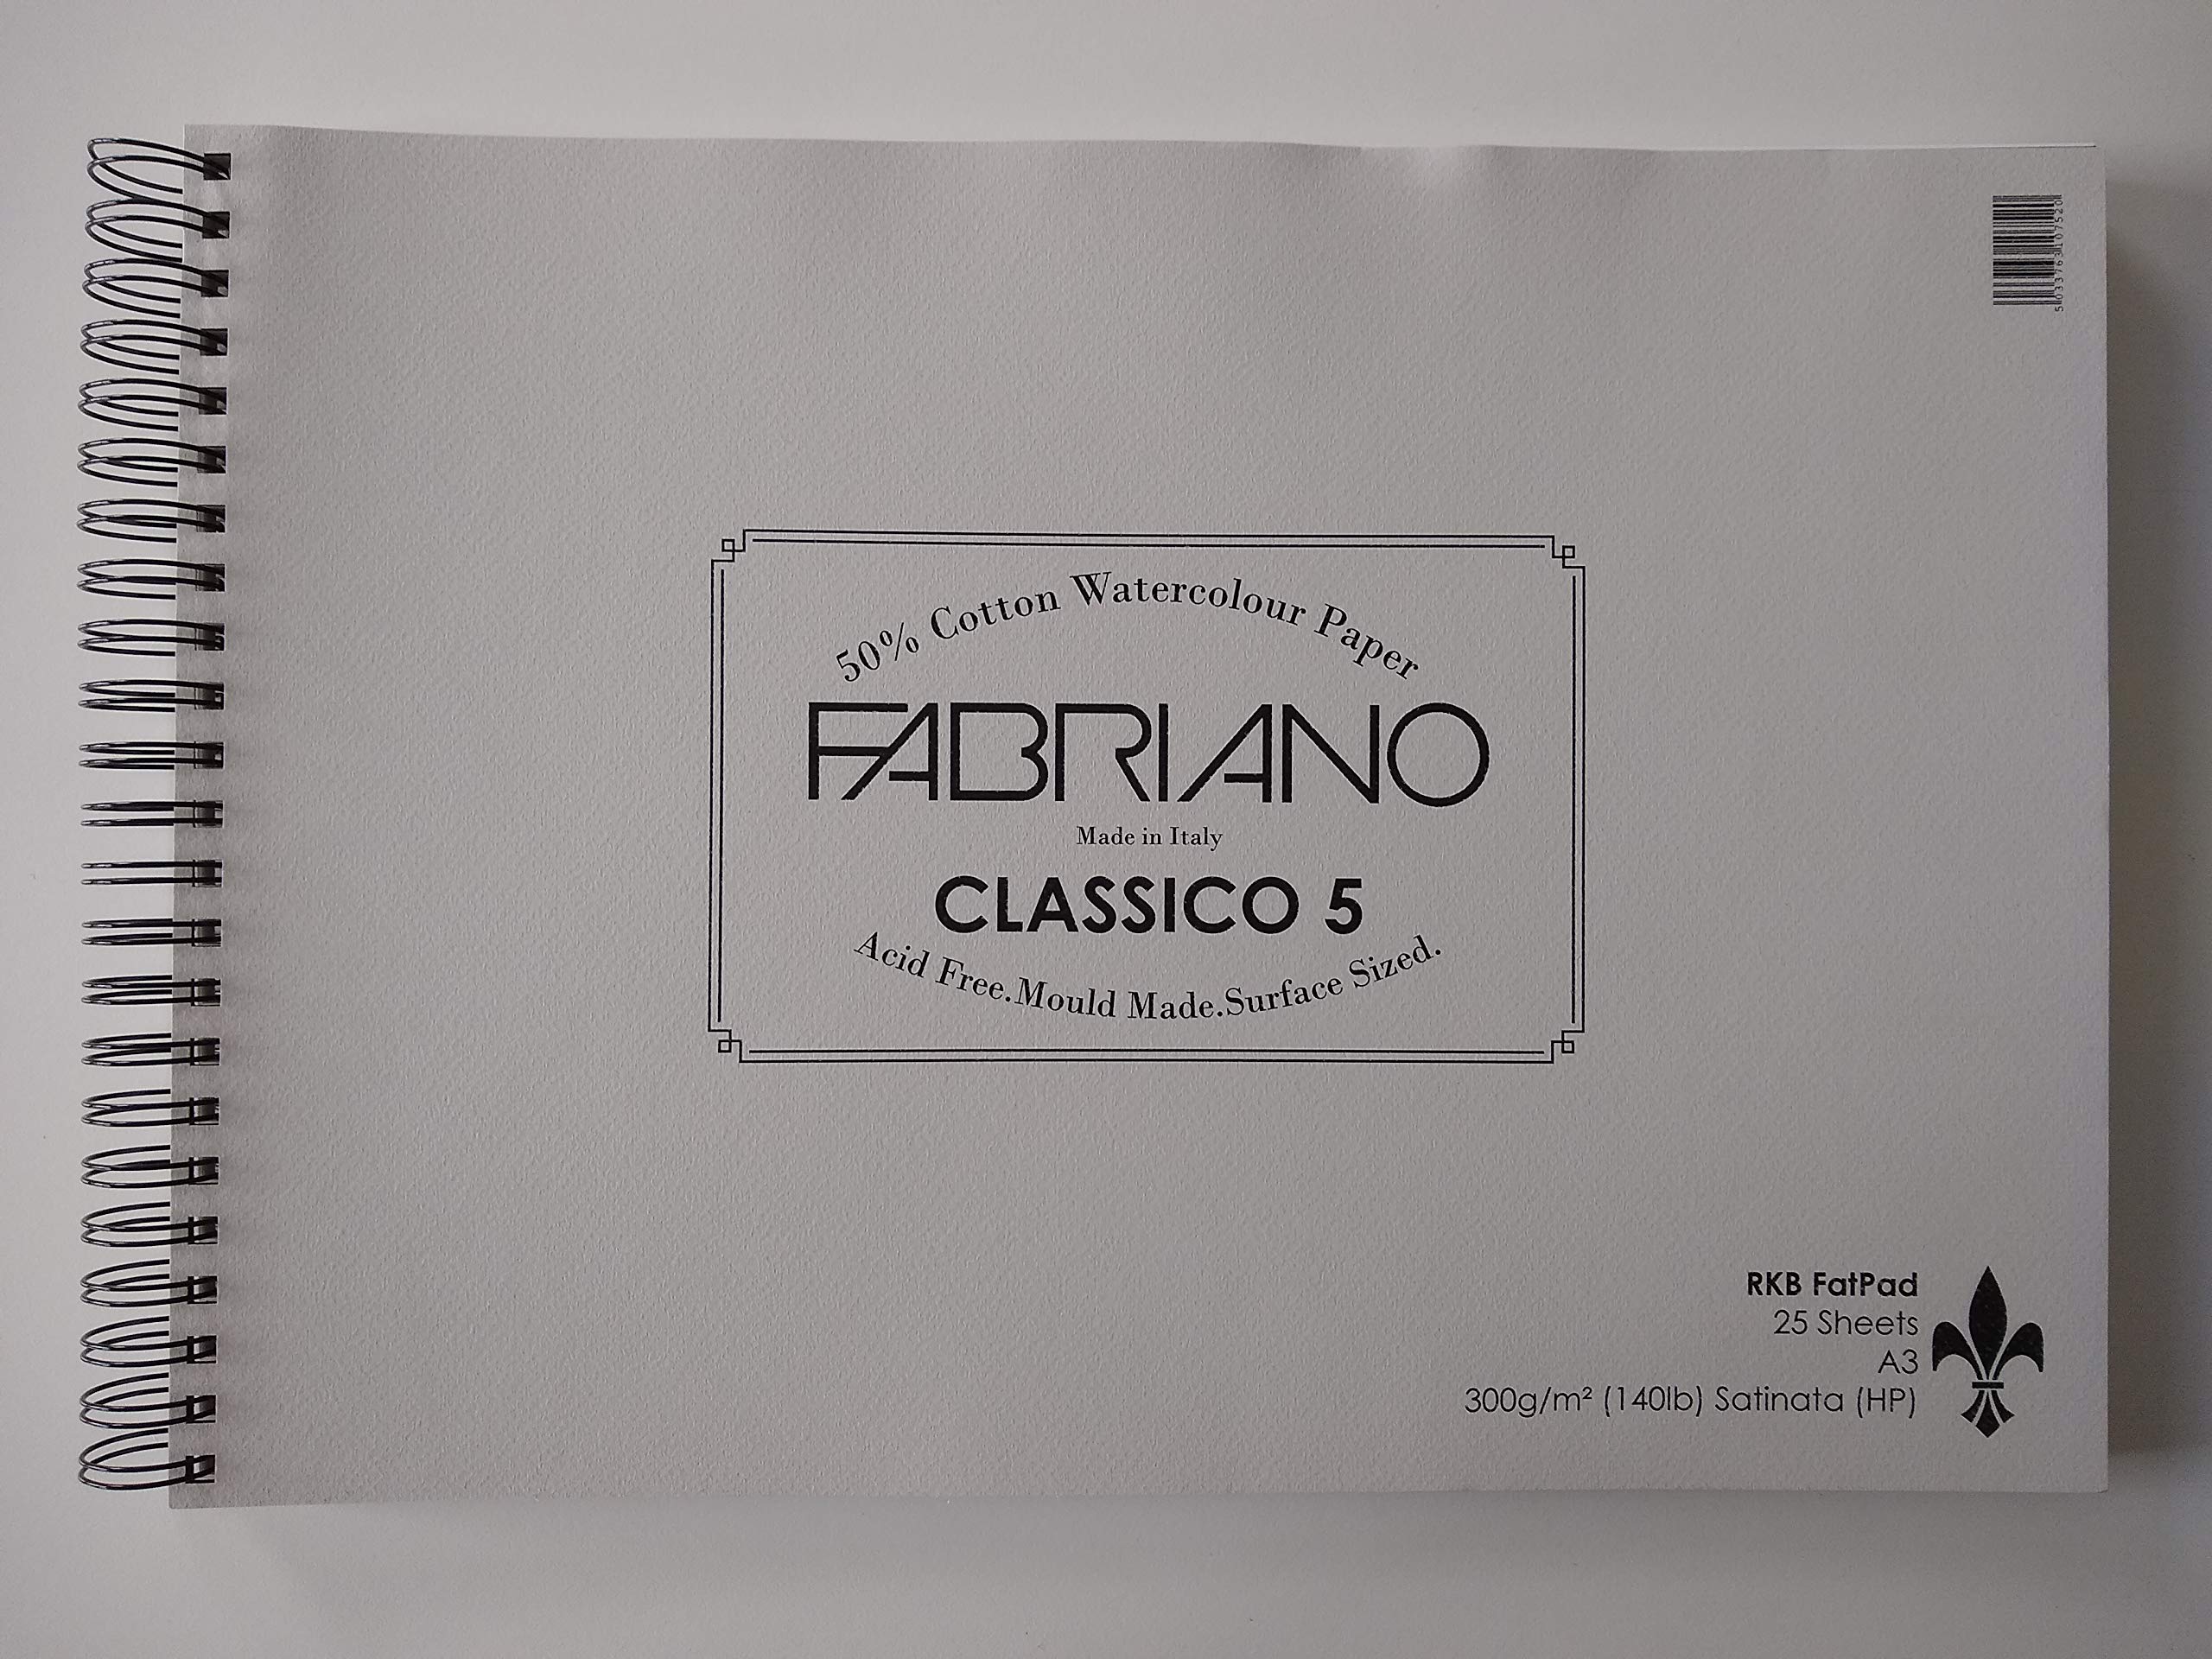 5033763107520
50% Cotton Watercolour Paper
FABRIANO
Made in Italy
CLASSICO 5
Acid Free.Mould Made.Surface Sized.
RKB FatPad
25 Sheets
A3
300g/m² (140lb) Satinata (HP)